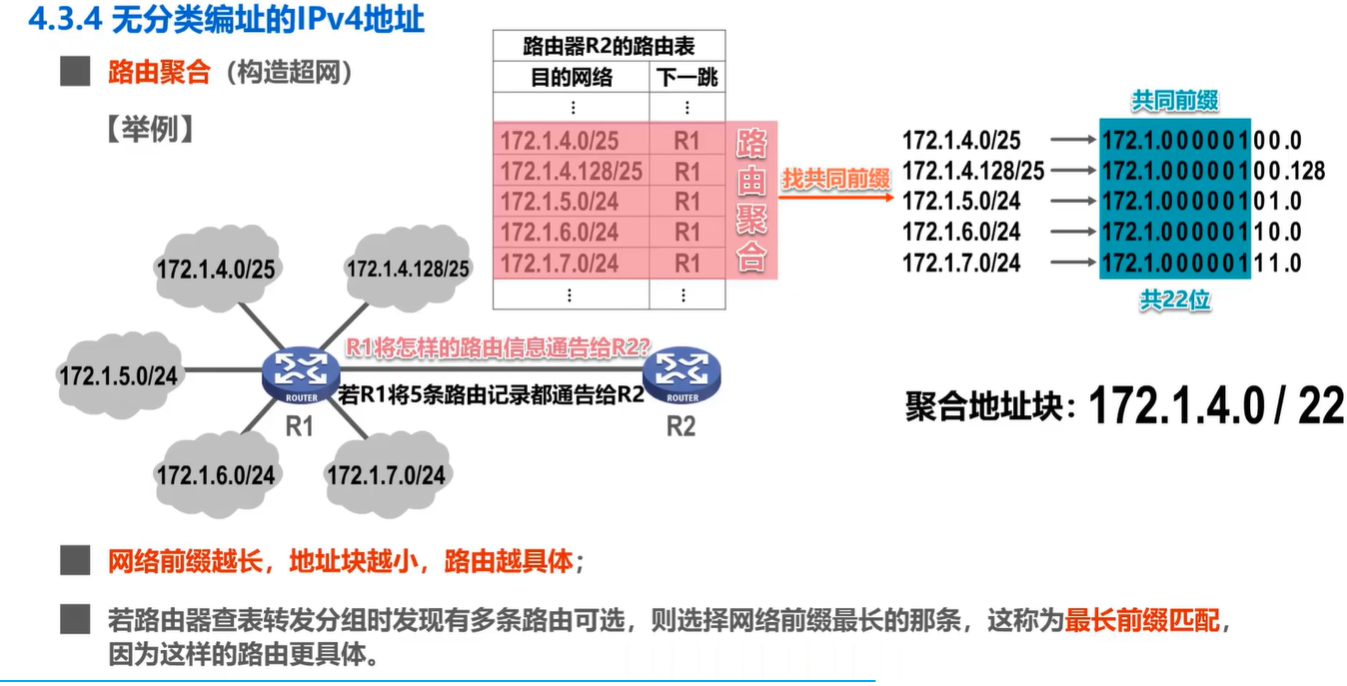 4.3.4 无分类编址的IPv4地址
路由聚合（构造超网）
【举例】
路由器R2的路由表
目的网络 下一跳
⋮ ⋮
172.1.4.0/25 R1
172.1.4.128/25 R1
172.1.5.0/24 R1
172.1.6.0/24 R1
172.1.7.0/24 R1
⋮ ⋮
路由聚合
找共同前缀
共同前缀
172.1.4.0/25 172.1.00000100.0
172.1.4.128/25 172.1.00000100.128
172.1.5.0/24 172.1.00000101.0
172.1.6.0/24 172.1.00000110.0
172.1.7.0/24 172.1.00000111.0
共22位
聚合地址块：172.1.4.0 / 22
172.1.4.0/25
172.1.4.128/25
172.1.5.0/24
R1将怎样的路由信息通告给R2？
若R1将5条路由记录都通告给R2
ROUTER
R1
ROUTER
R2
172.1.6.0/24
172.1.7.0/24
网络前缀越长，地址块越小，路由越具体；
若路由器查表转发分组时发现有多条路由可选，则选择网络前缀最长的那条，这称为最长前缀匹配，
因为这样的路由更具体。